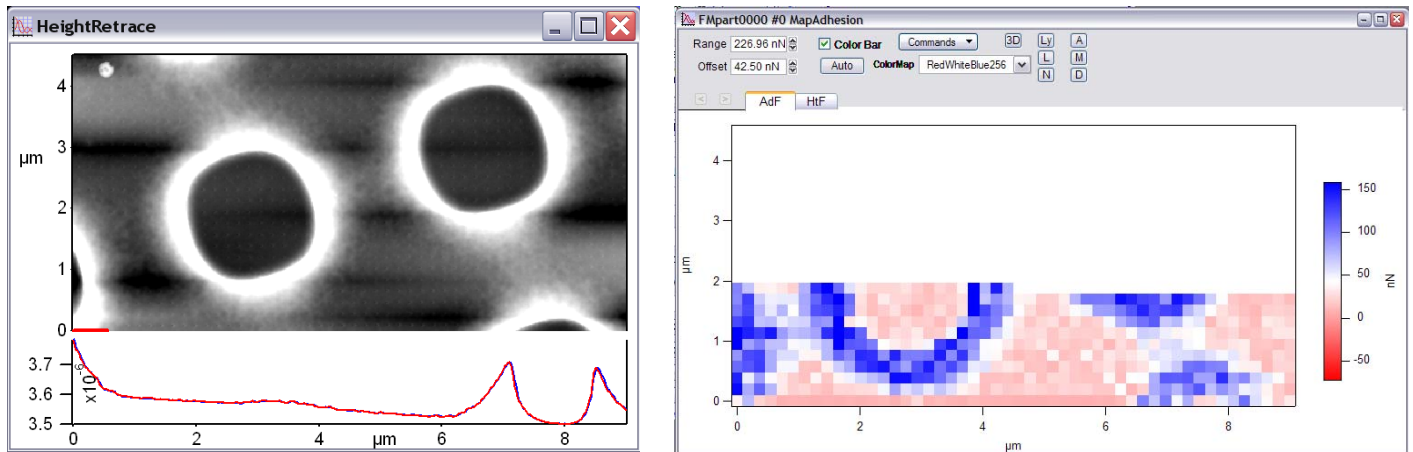 HeightRetrace
4
µm
3
2
1
0
3.7
3.6
3.5
x10-6
0
2
4
µm
6
8
FMpart0000 #0 MapAdhesion
Range 226.96 nN
Color Bar
Commands
3D
Ly
A
Offset 42.50 nN
Auto
ColorMap
RedWhiteBlue256
L
M
N
D
< >
AdF
HtF
4
3
2
1
0
µm
0
2
4
6
8
µm
150
100
50
0
-50
nN